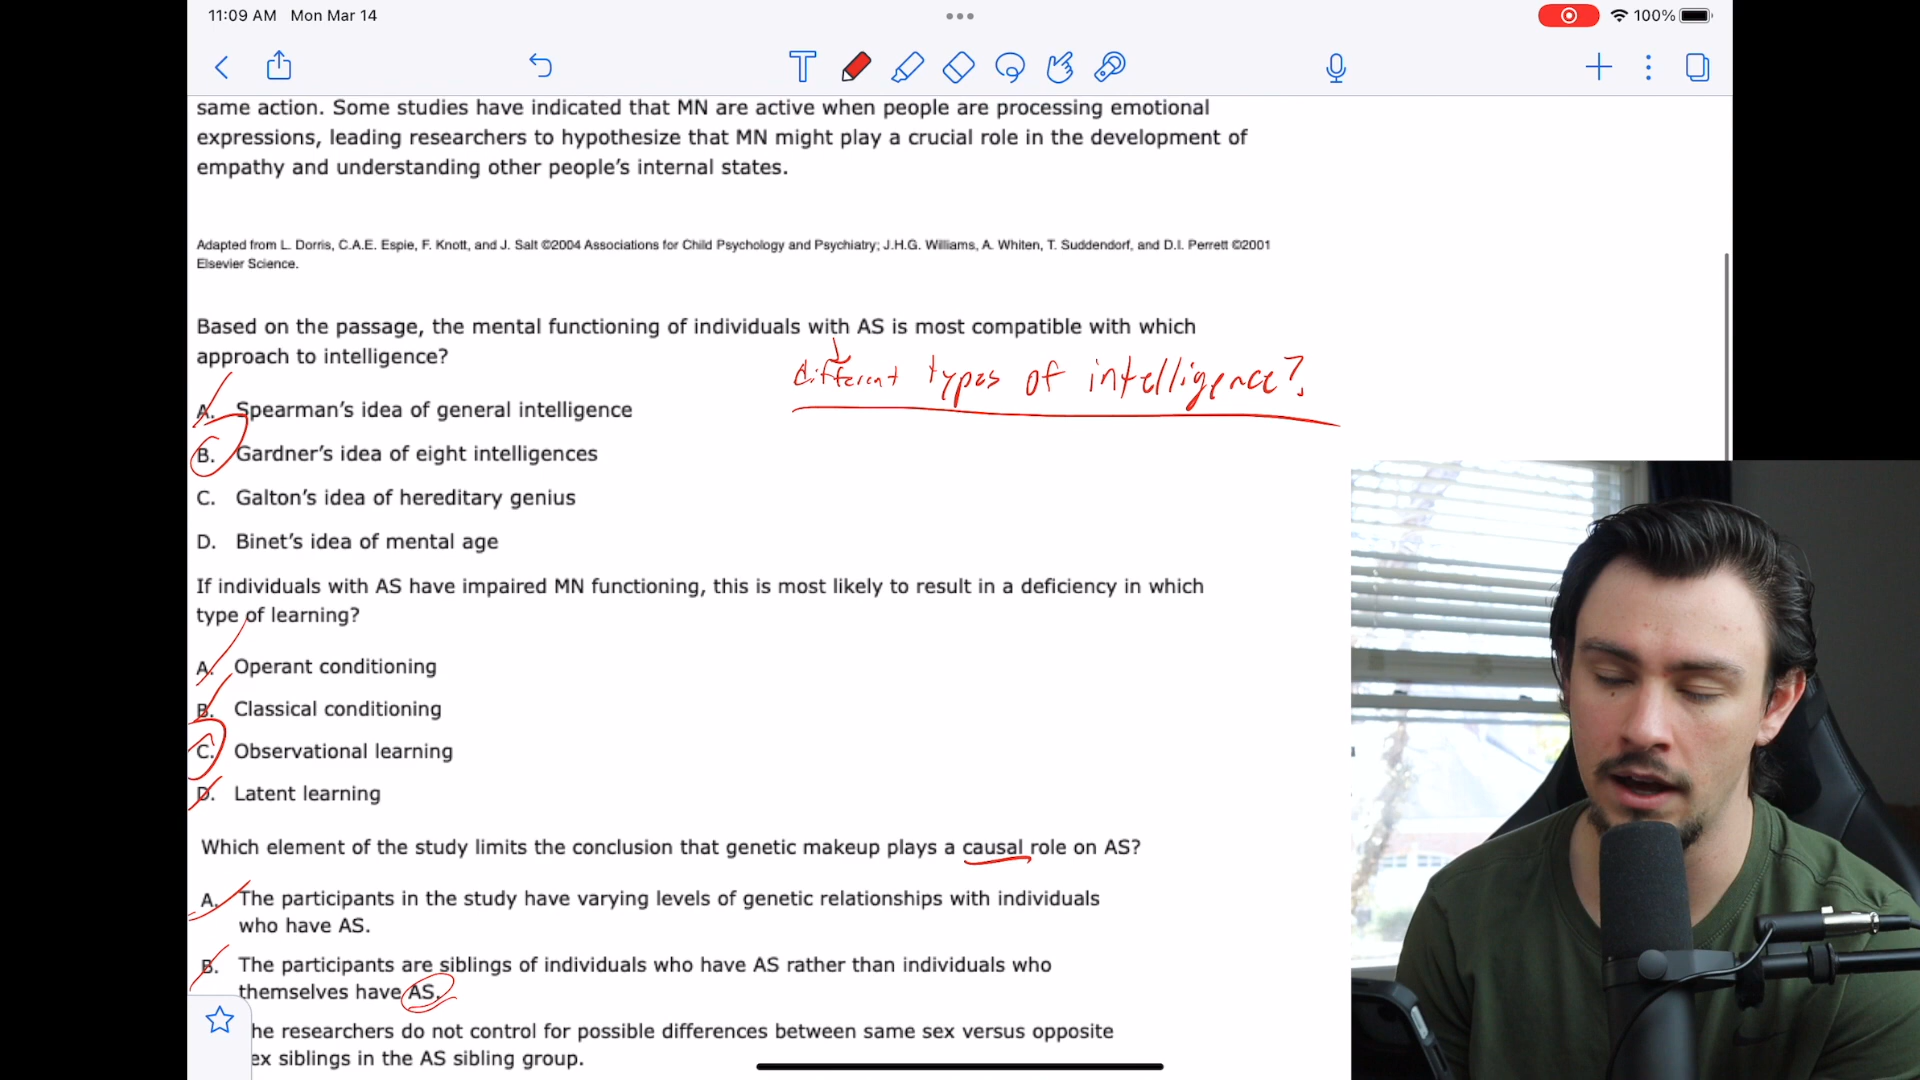 11:09 AM Mon Mar 14
100%
same action. Some studies have indicated that MN are active when people are processing emotional
expressions, leading researchers to hypothesize that MN might play a crucial role in the development of
empathy and understanding other people's internal states.
Adapted from L. Dorris, C.A.E. Espie, F. Knott, and J. Salt ©2004 Associations for Child Psychology and Psychiatry; J.H.G. Williams, A. Whiten, T. Suddendorf, and D.I. Perrett ©2001
Elsevier Science.
Based on the passage, the mental functioning of individuals with AS is most compatible with which
approach to intelligence?
different types of intelligence?
A. Spearman's idea of general intelligence
B. Gardner's idea of eight intelligences
C. Galton's idea of hereditary genius
D. Binet's idea of mental age
If individuals with AS have impaired MN functioning, this is most likely to result in a deficiency in which
type of learning?
A. Operant conditioning
B. Classical conditioning
C. Observational learning
D. Latent learning
Which element of the study limits the conclusion that genetic makeup plays a causal role on AS?
A. The participants in the study have varying levels of genetic relationships with individuals
who have AS.
B. The participants are siblings of individuals who have AS rather than individuals who
themselves have AS.
he researchers do not control for possible differences between same sex versus opposite
ex siblings in the AS sibling group.